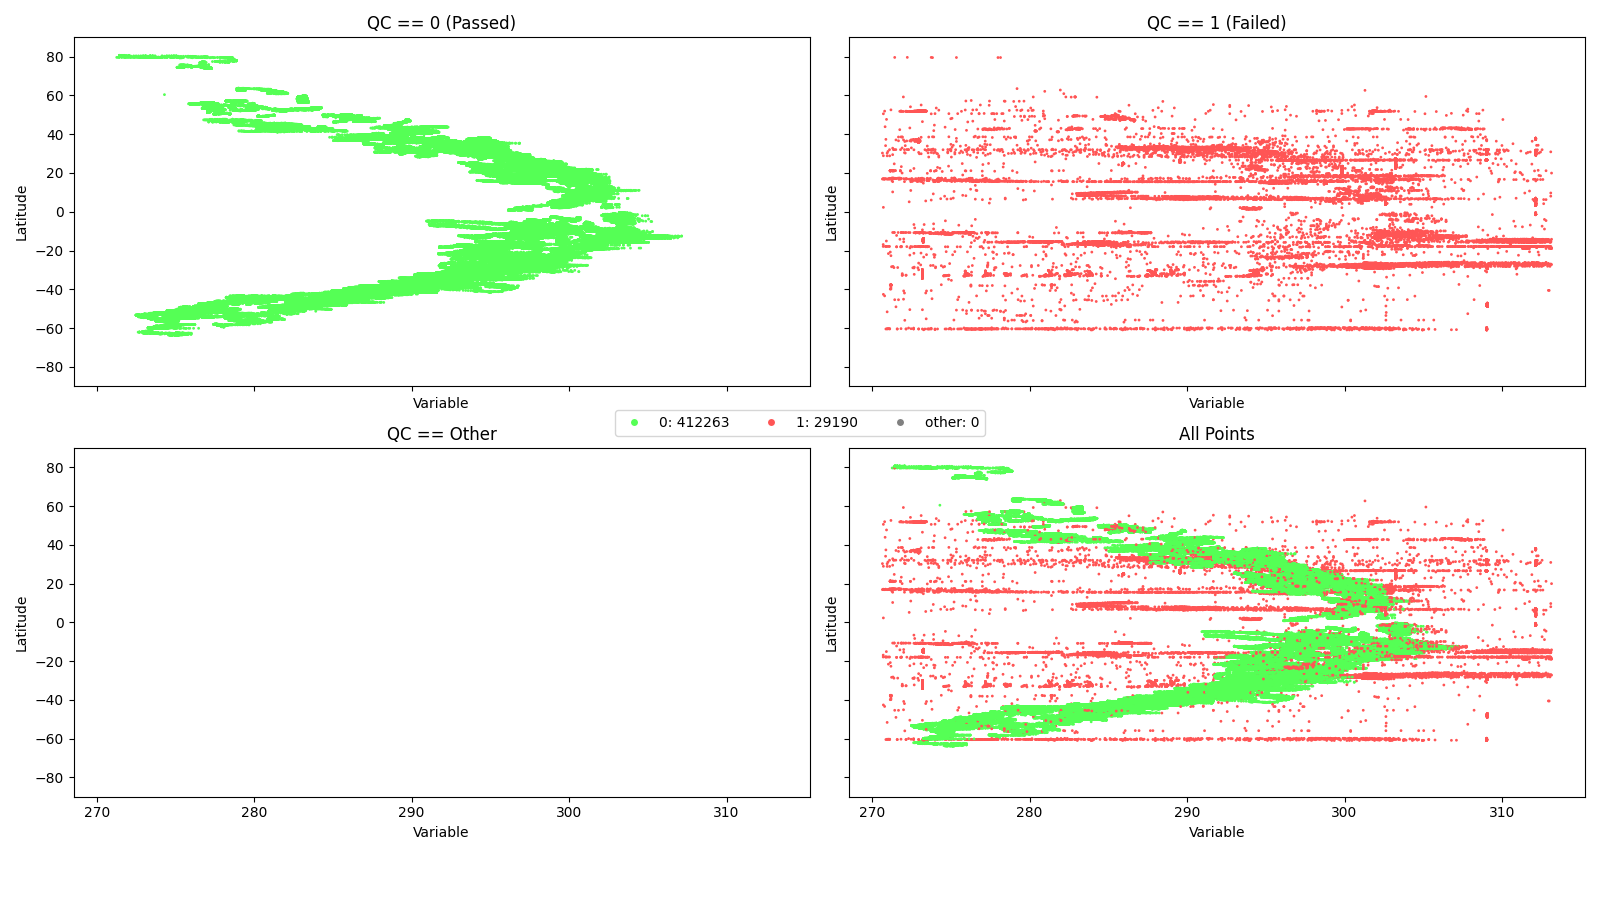 QC == 0 (Passed)
QC == 1 (Failed)
80
60
40
20
0
−20
−40
−60
−80
Latitude
Latitude
Variable
Variable
0: 412263
1: 29190
other: 0
QC == Other
All Points
80
60
40
20
0
−20
−40
−60
−80
Latitude
Latitude
270
280
290
300
310
270
280
290
300
310
Variable
Variable